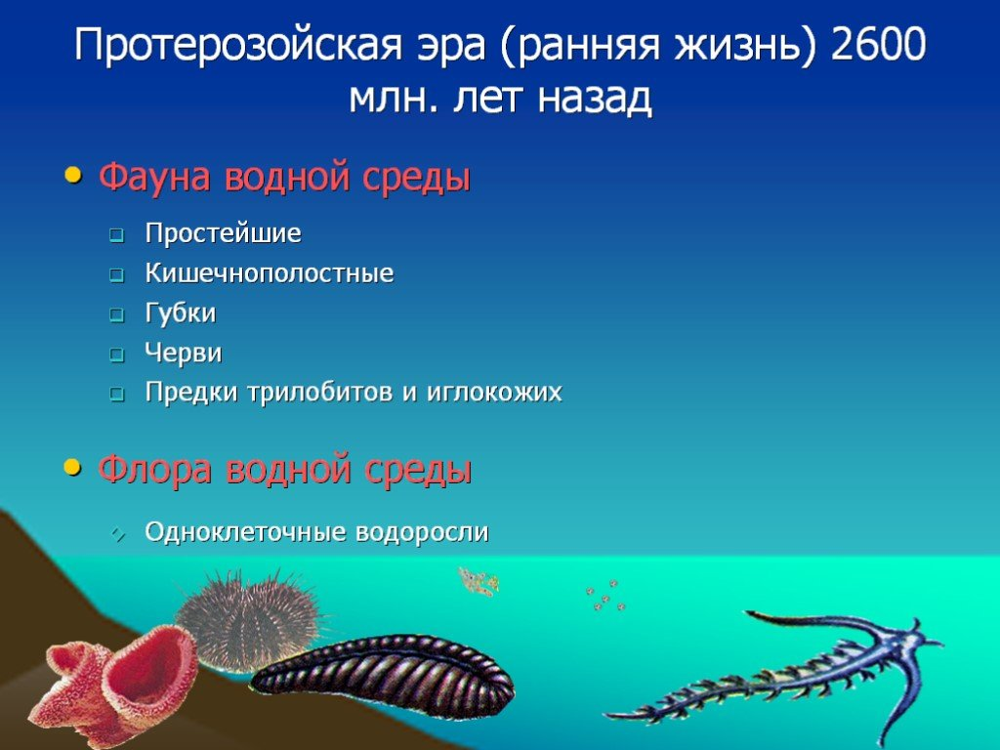 Протерозойская эра (ранняя жизнь) 2600
млн. лет назад
Фауна водной среды
Простейшие
Кишечнополостные
Губки
Черви
Предки трилобитов и иглокожих
Флора водной среды
Одноклеточные водоросли